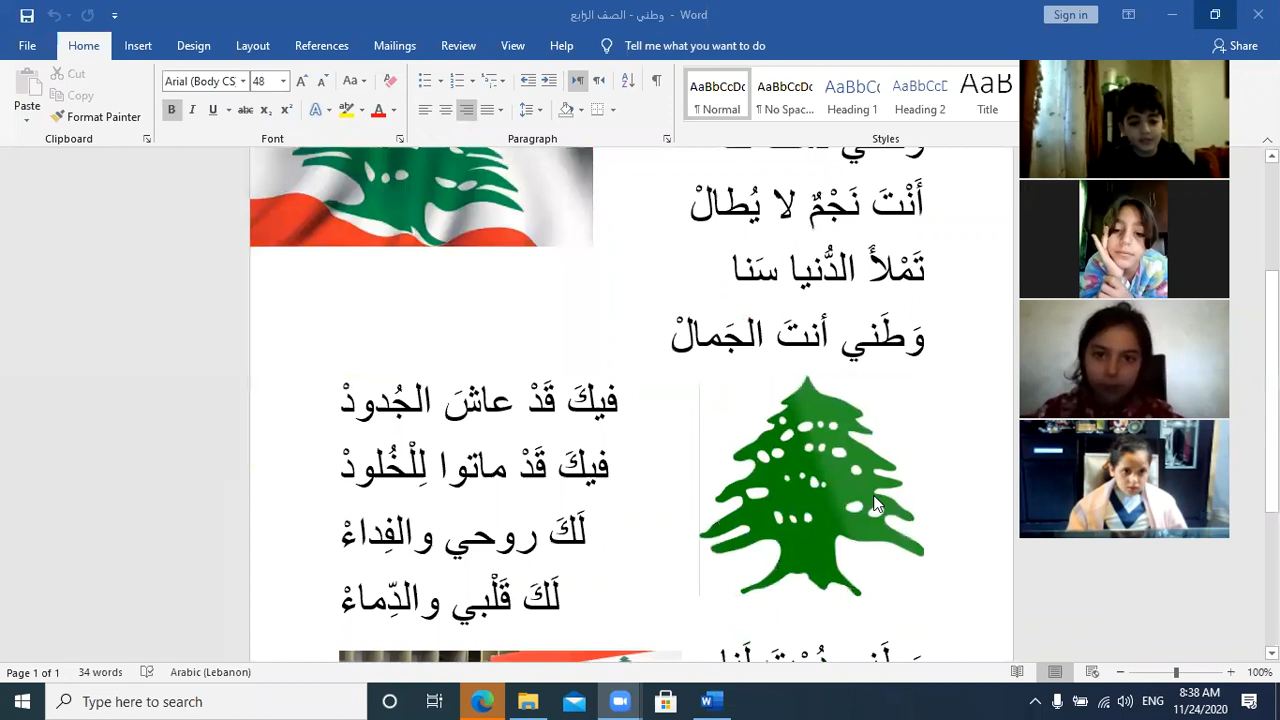 وطني - الصف الرابع - Word
Sign in
File Home Insert Design Layout References Mailings Review View Help Tell me what you want to do Share
Paste
Cut
Copy
Format Painter
Clipboard
Arial (Body CS 48
Font
Paragraph
AaBbCcDc AaBbCcDc AaBbCc AaBbCcD AaB
¶ Normal ¶ No Spac... Heading 1 Heading 2 Title
Styles
أَنْتَ نَجْمٌ لا يُطالْ
تَمْلأَ الدُّنيا سَنا
وَطَني أنتَ الجَمالْ
فيكَ قَدْ عاشَ الجُدودْ
فيكَ قَدْ ماتوا لِلْخُلودْ
لَكَ روحي والفِداءْ
لَكَ قَلْبي والدِّماءْ
Page 1 of 1 34 words Arabic (Lebanon) 100%
Type here to search
ENG
8:38 AM
11/24/2020